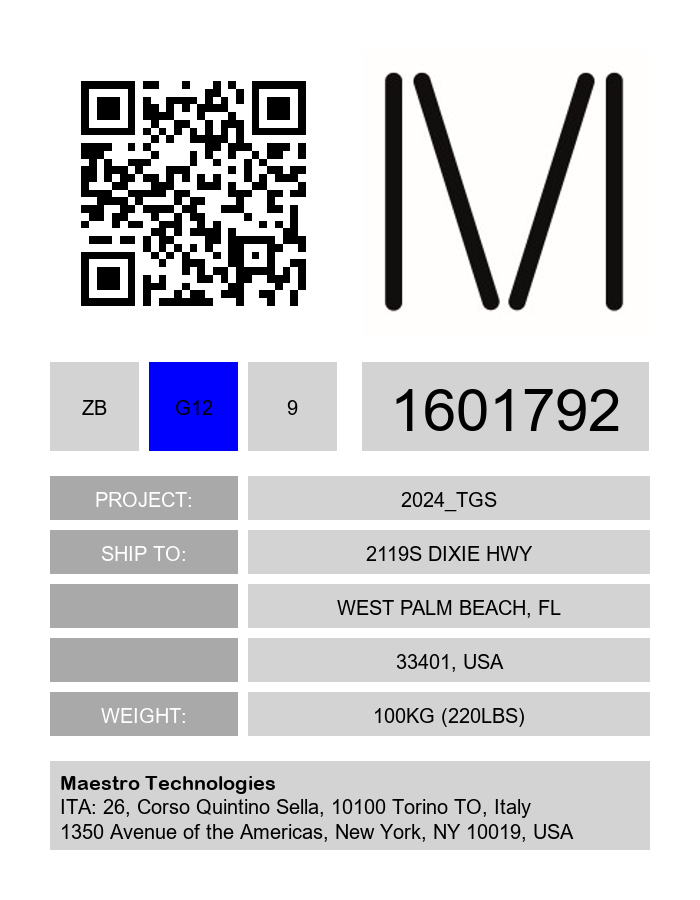 M
ZB
G12
9
1601792
PROJECT:
2024_TGS
SHIP TO:
2119S DIXIE HWY
WEST PALM BEACH, FL
33401, USA
WEIGHT:
100KG (220LBS)
Maestro Technologies
ITA: 26, Corso Quintino Sella, 10100 Torino TO, Italy
1350 Avenue of the Americas, New York, NY 10019, USA